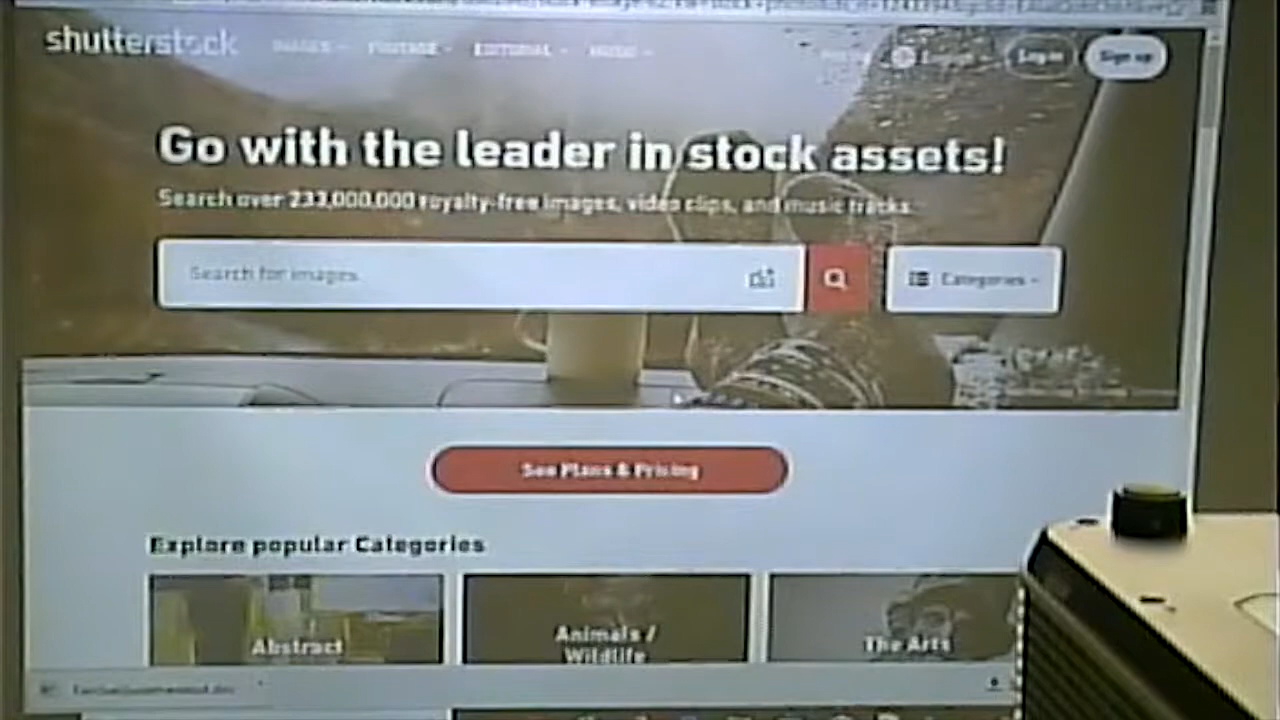 shutterstock IMAGES FOOTAGE EDITORIAL MUSIC English Log in Sign up
Go with the leader in stock assets!
Search over 233,000,000 royalty-free images, video clips, and music tracks.
Search for images
Categories
See Plans & Pricing
Explore popular Categories
Abstract
Animals /
Wildlife
The Arts